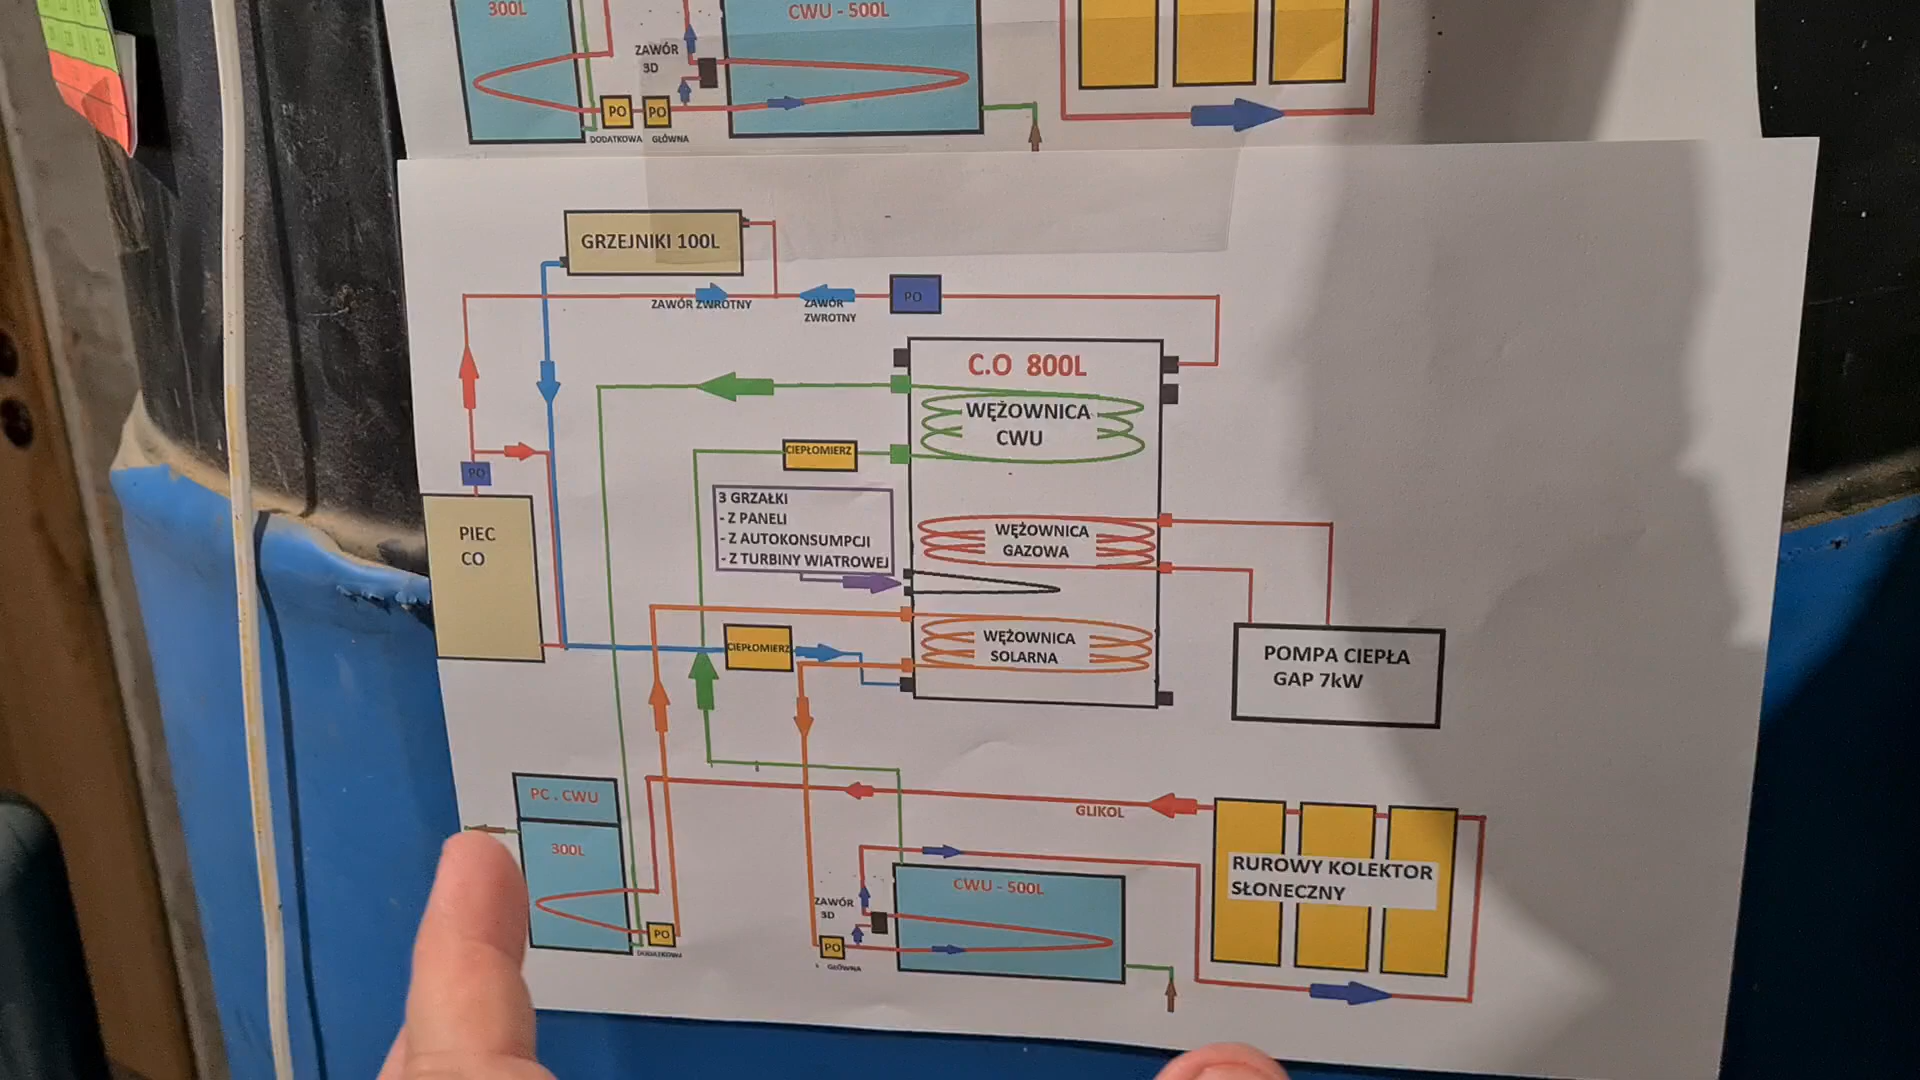 300L
CWU - 500L
ZAWÓR
3D
PO
PO
DODATKOWA
GŁÓWNA
GRZEJNIKI 100L
ZAWÓR ZWROTNY
ZAWÓR
ZWROTNY
PO
C.O 800L
WĘŻOWNICA
CWU
CIEPŁOMIERZ
PO
3 GRZAŁKI
- Z PANELI
- Z AUTOKONSUMPCJI
- Z TURBINY WIATROWEJ
PIEC
CO
WĘŻOWNICA
GAZOWA
CIEPŁOMIERZ
WĘŻOWNICA
SOLARNA
POMPA CIEPŁA
GAP 7kW
PC . CWU
300L
GLIKOL
RUROWY KOLEKTOR
SŁONECZNY
CWU - 500L
ZAWÓR
3D
PO
DODATKOWA
PO
GŁÓWNA